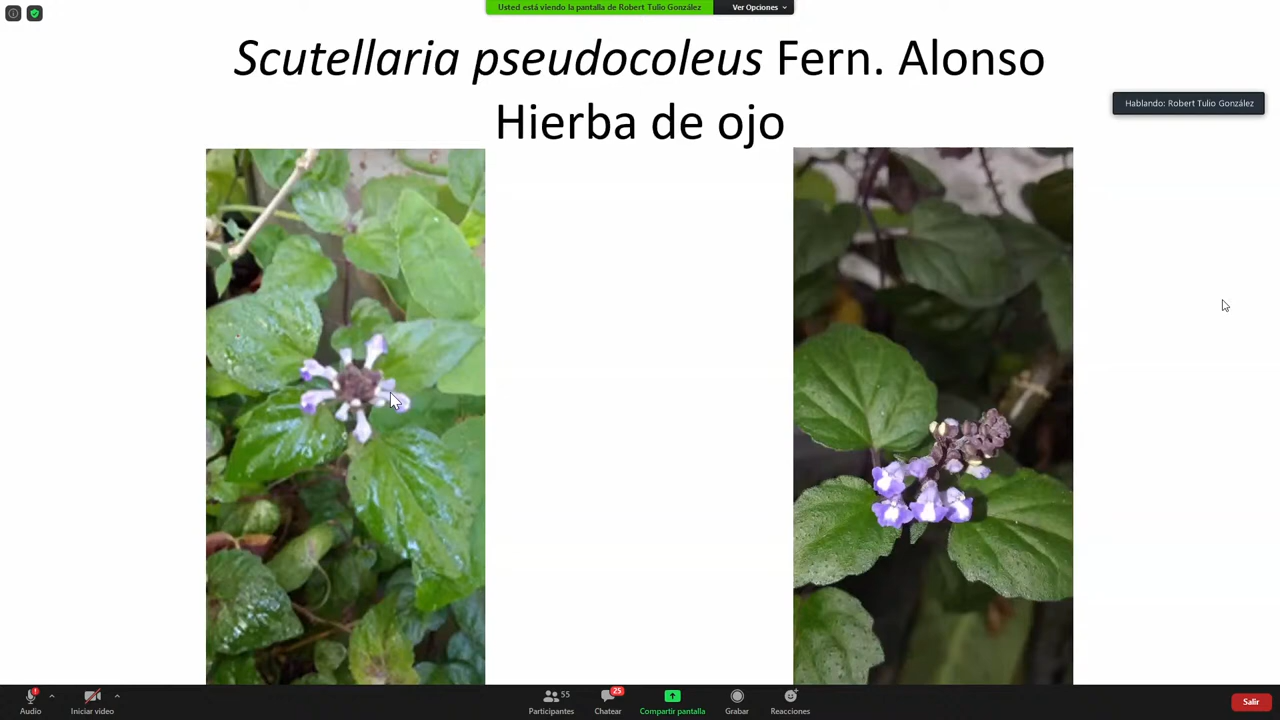 Usted está viendo la pantalla de Robert Tulio González
Ver Opciones
Scutellaria pseudocoleus Fern. Alonso
Hierba de ojo
Hablando: Robert Tulio González
Audio
Iniciar video
55
Participantes
25
Chatear
Compartir pantalla
Grabar
Reacciones
Salir